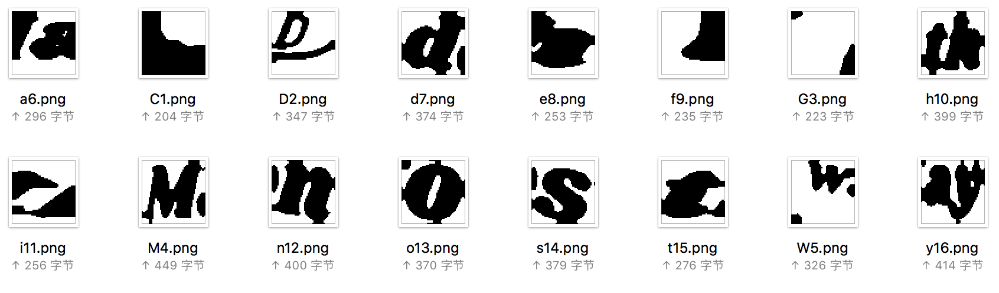 a6.png C1.png D2.png d7.png e8.png f9.png G3.png h10.png
↑ 296 字节 ↑ 204 字节 ↑ 347 字节 ↑ 374 字节 ↑ 253 字节 ↑ 235 字节 ↑ 223 字节 ↑ 399 字节
D d h
i11.png M4.png n12.png o13.png s14.png t15.png W5.png y16.png
↑ 256 字节 ↑ 449 字节 ↑ 400 字节 ↑ 370 字节 ↑ 379 字节 ↑ 276 字节 ↑ 326 字节 ↑ 414 字节
M n o s w y